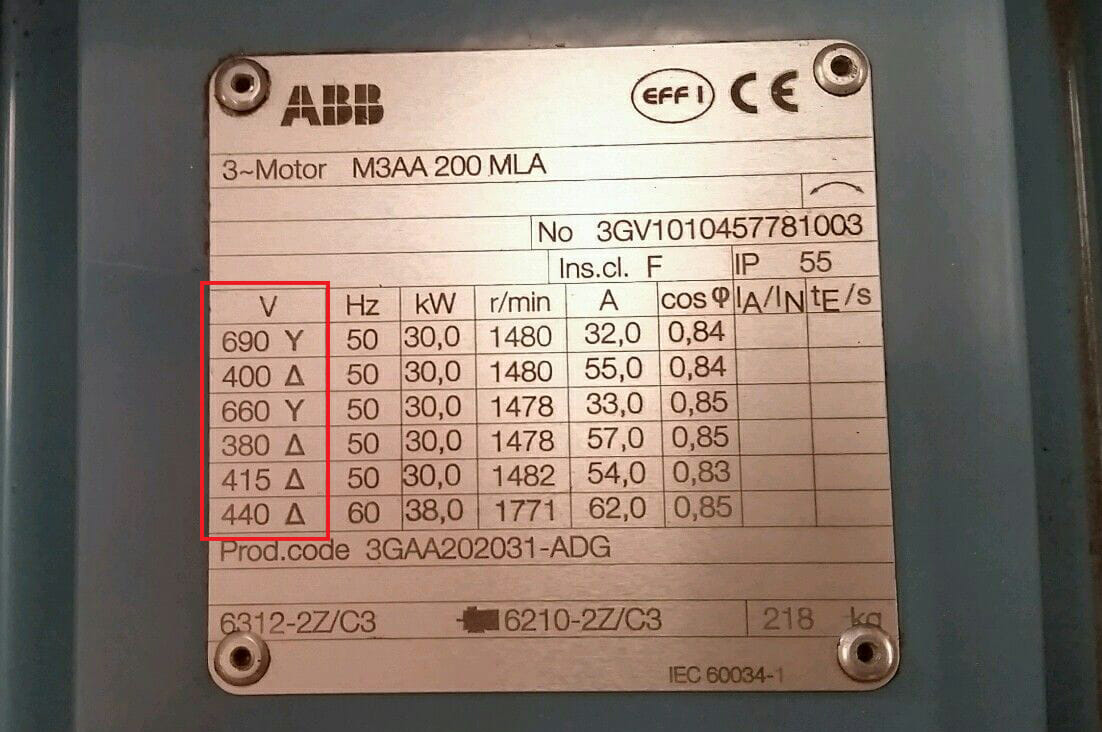 ABB EFF1 CE
3~Motor M3AA 200 MLA
No 3GV1010457781003
Ins.cl. F IP 55
V Hz kW r/min A cos φ IA/IN tE/s
690 Y 50 30,0 1480 32,0 0,84
400 Δ 50 30,0 1480 55,0 0,84
660 Y 50 30,0 1478 33,0 0,85
380 Δ 50 30,0 1478 57,0 0,85
415 Δ 50 30,0 1482 54,0 0,83
440 Δ 60 38,0 1771 62,0 0,85
Prod.code 3GAA202031-ADG
6312-2Z/C3 6210-2Z/C3 218 kg
IEC 60034-1